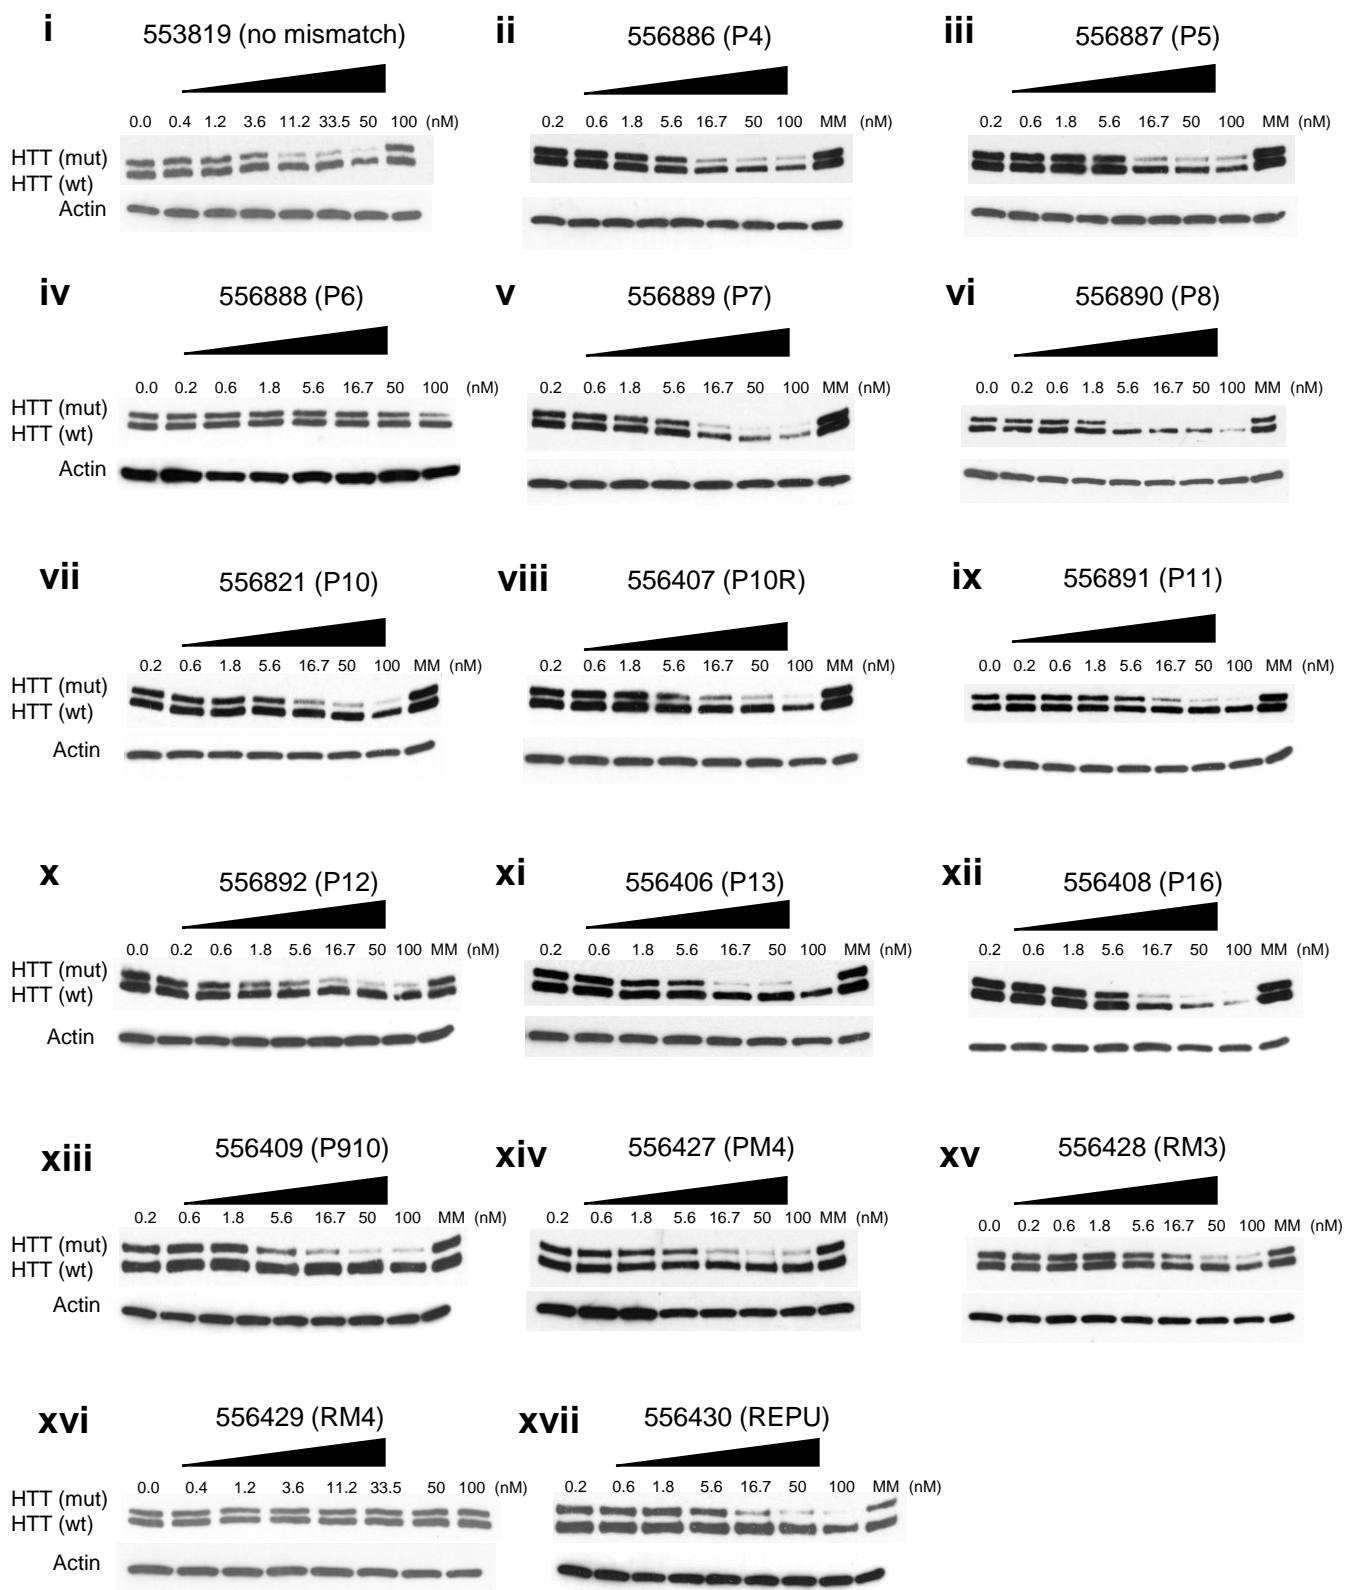 i 553819 (no mismatch) ii 556886 (P4) iii 556887 (P5)
0.0 0.4 1.2 3.6 11.2 33.5 50 100 (nM) 0.2 0.6 1.8 5.6 16.7 50 100 MM (nM) 0.2 0.6 1.8 5.6 16.7 50 100 MM (nM)
HTT (mut)
HTT (wt)
Actin
iv 556888 (P6) v 556889 (P7) vi 556890 (P8)
0.0 0.2 0.6 1.8 5.6 16.7 50 100 (nM) 0.2 0.6 1.8 5.6 16.7 50 100 MM (nM) 0.0 0.2 0.6 1.8 5.6 16.7 50 100 MM (nM)
HTT (mut)
HTT (wt)
Actin
vii 556821 (P10) viii 556407 (P10R) ix 556891 (P11)
0.2 0.6 1.8 5.6 16.7 50 100 MM (nM) 0.2 0.6 1.8 5.6 16.7 50 100 MM (nM) 0.0 0.2 0.6 1.8 5.6 16.7 50 100 MM (nM)
HTT (mut)
HTT (wt)
Actin
x 556892 (P12) xi 556406 (P13) xii 556408 (P16)
0.0 0.2 0.6 1.8 5.6 16.7 50 100 MM (nM) 0.2 0.6 1.8 5.6 16.7 50 100 MM (nM) 0.2 0.6 1.8 5.6 16.7 50 100 MM (nM)
HTT (mut)
HTT (wt)
Actin
xiii 556409 (P910) xiv 556427 (PM4) xv 556428 (RM3)
0.2 0.6 1.8 5.6 16.7 50 100 MM (nM) 0.2 0.6 1.8 5.6 16.7 50 100 MM (nM) 0.0 0.2 0.6 1.8 5.6 16.7 50 100 MM (nM)
HTT (mut)
HTT (wt)
Actin
xvi 556429 (RM4) xvii 556430 (REPU)
0.0 0.4 1.2 3.6 11.2 33.5 50 100 (nM) 0.2 0.6 1.8 5.6 16.7 50 100 MM (nM)
HTT (mut)
HTT (wt)
Actin